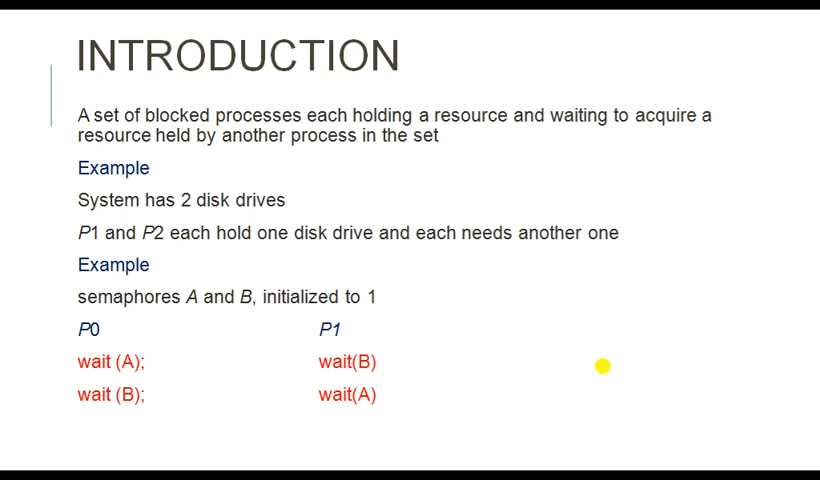 INTRODUCTION
A set of blocked processes each holding a resource and waiting to acquire a
resource held by another process in the set
Example
System has 2 disk drives
P1 and P2 each hold one disk drive and each needs another one
Example
semaphores A and B, initialized to 1
P0 P1
wait (A); wait(B)
wait (B); wait(A)